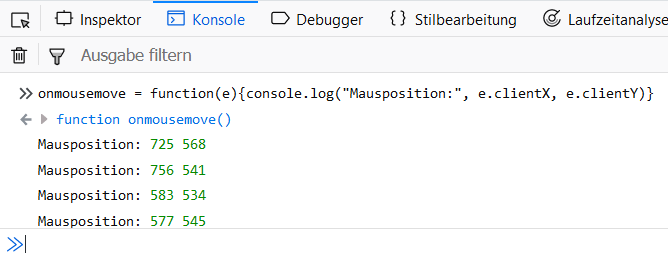 Inspektor Konsole Debugger Stilbearbeitung Laufzeitanalyse
Ausgabe filtern
onmousemove = function(e){console.log("Mausposition:", e.clientX, e.clientY)}
function onmousemove()
Mausposition: 725 568
Mausposition: 756 541
Mausposition: 583 534
Mausposition: 577 545